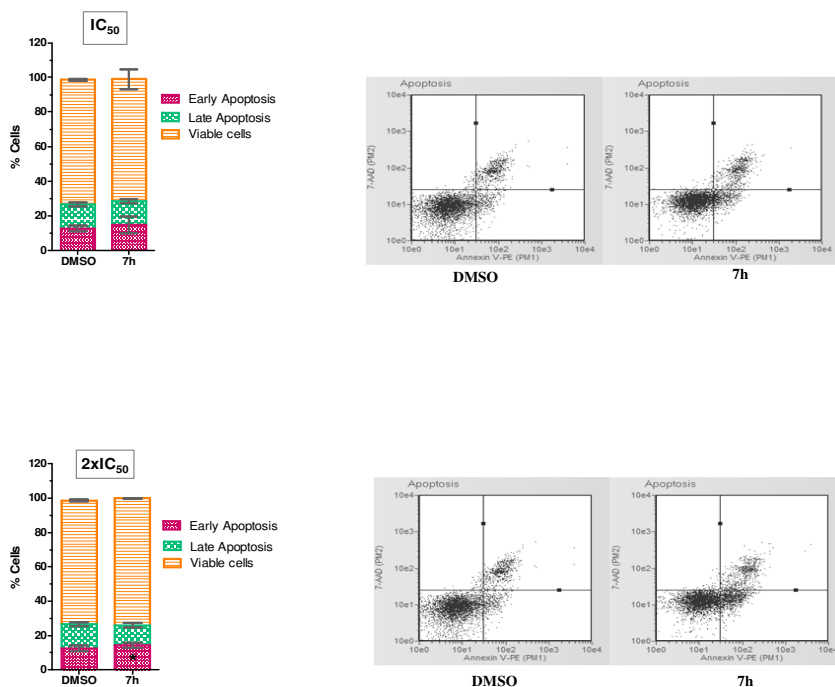 IC50
% Cells
120
100
80
60
40
20
0
DMSO
7h
Early Apoptosis
Late Apoptosis
Viable cells
Apoptosis
7-AAD (PM2)
10e4
10e3
10e2
10e1
10e0
10e0 10e1 10e2 10e3 10e4
Annexin V-PE (PM1)
DMSO
Apoptosis
7-AAD (PM2)
10e4
10e3
10e2
10e1
10e0
10e0 10e1 10e2 10e3 10e4
Annexin V-PE (PM1)
7h
2xIC50
% Cells
120
100
80
60
40
20
0
*
DMSO
7h
Early Apoptosis
Late Apoptosis
Viable cells
Apoptosis
7-AAD (PM2)
10e4
10e3
10e2
10e1
10e0
10e0 10e1 10e2 10e3 10e4
Annexin V-PE (PM1)
DMSO
Apoptosis
7-AAD (PM2)
10e4
10e3
10e2
10e1
10e0
10e0 10e1 10e2 10e3 10e4
Annexin V-PE (PM1)
7h